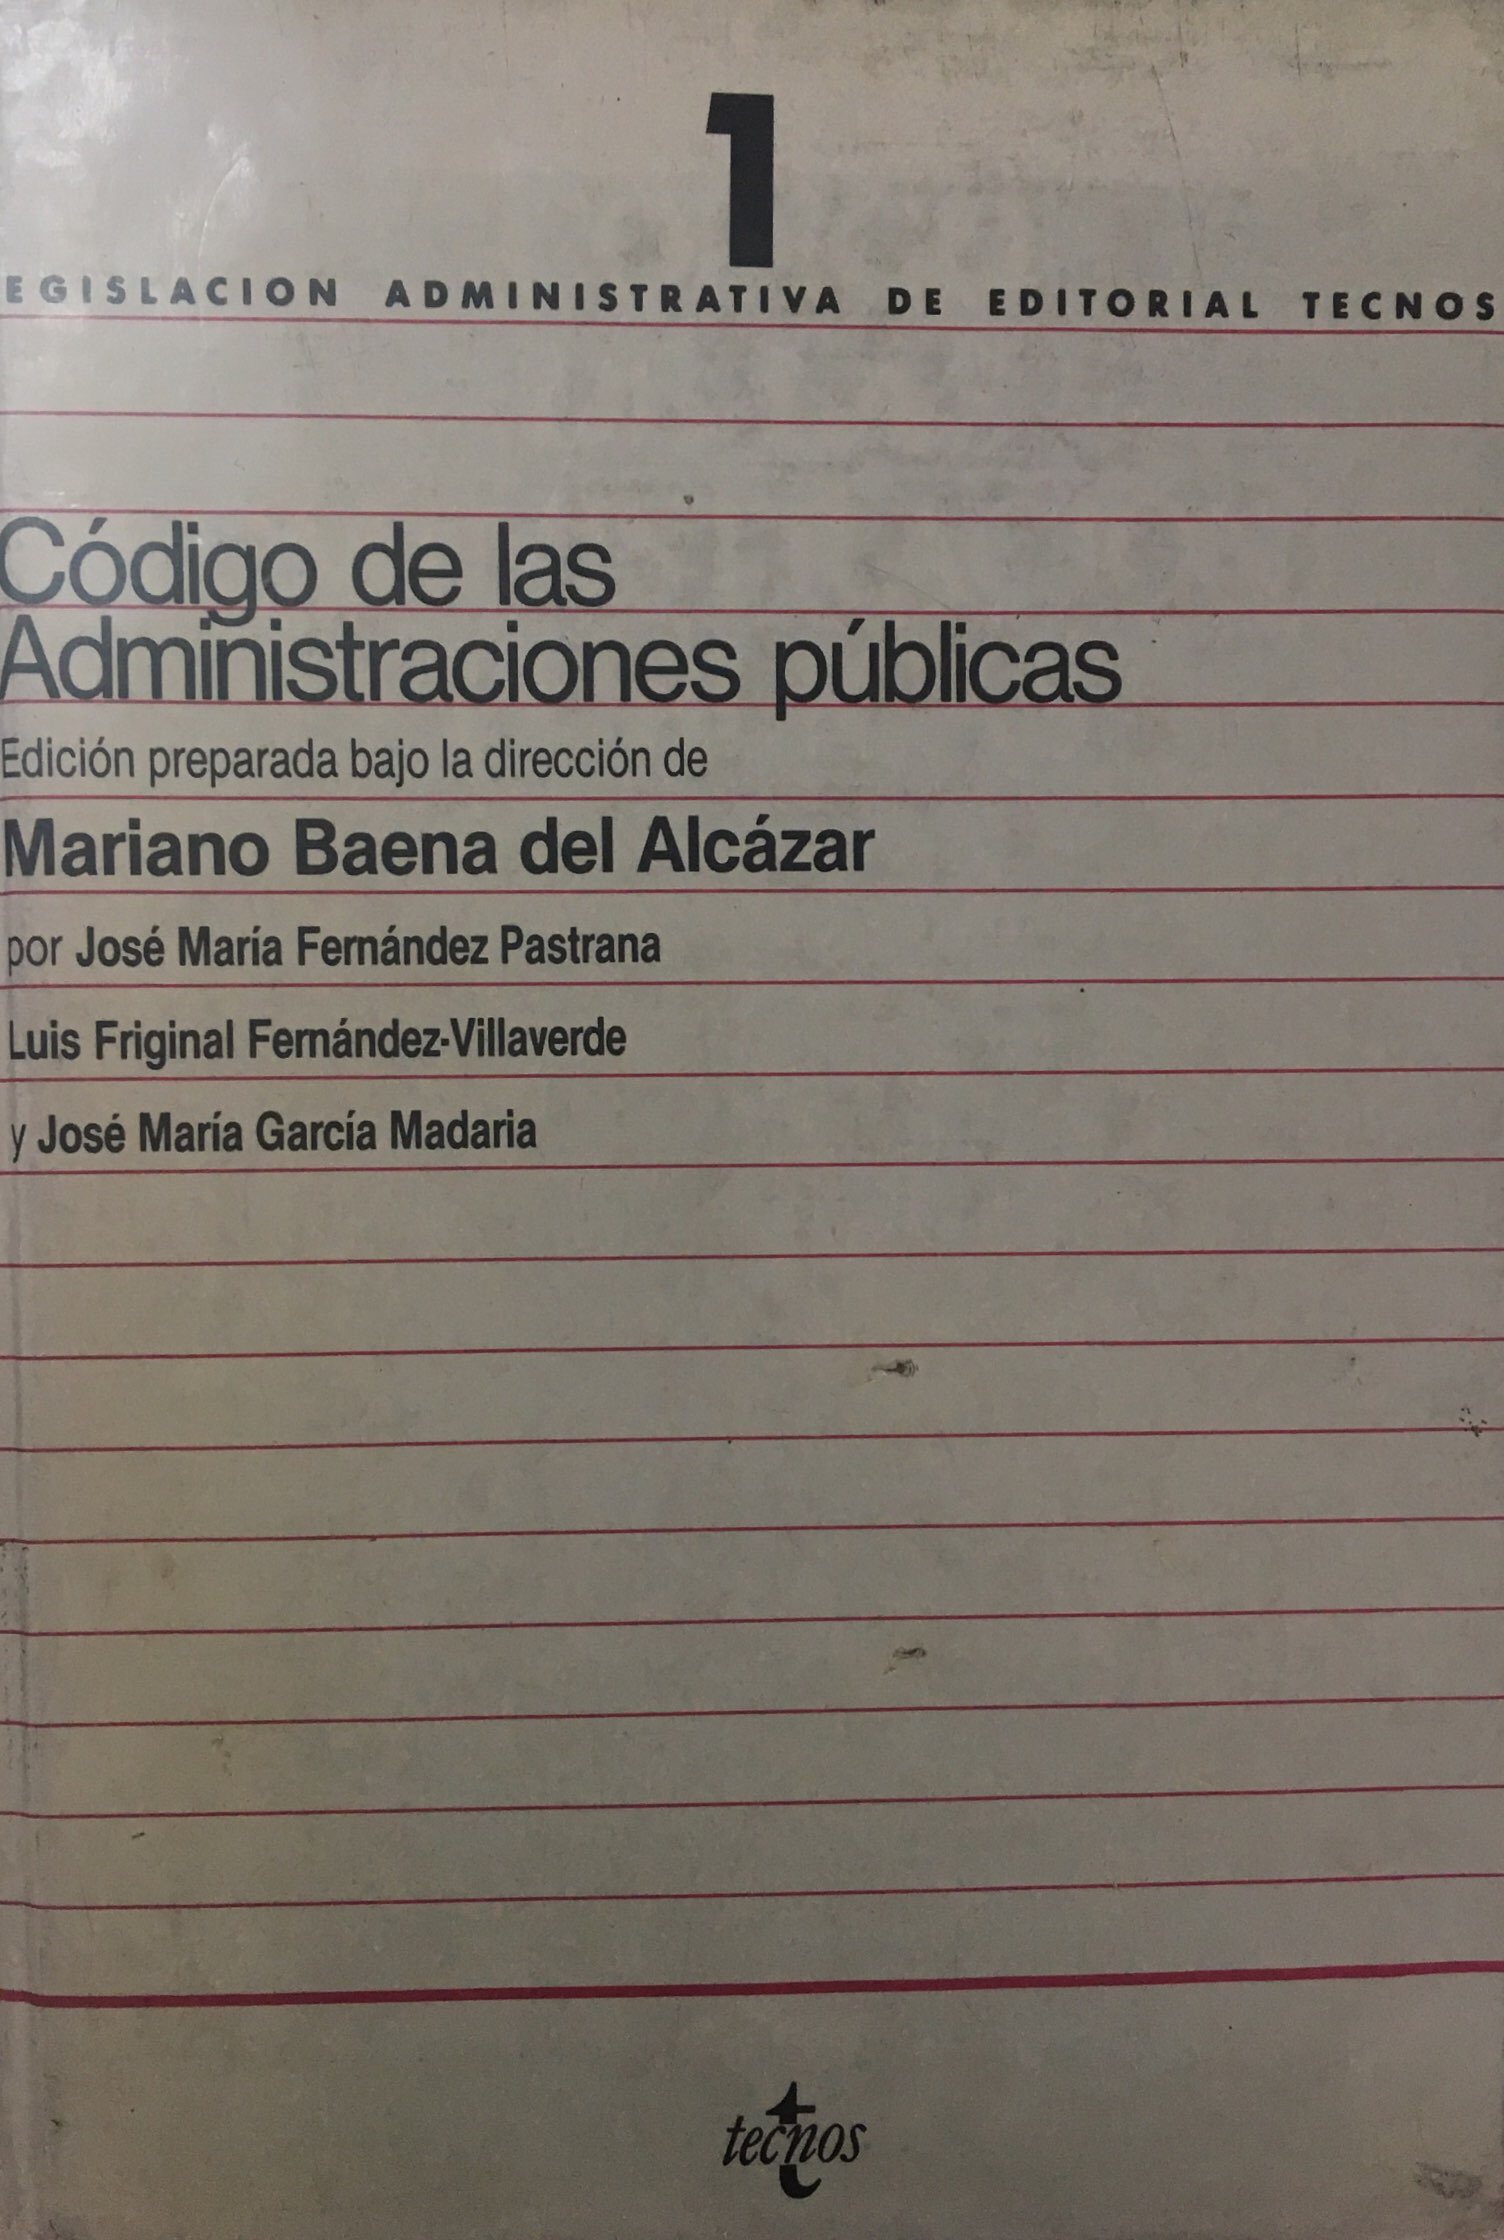 1
EGISLACION ADMINISTRATIVA DE EDITORIAL TECNOS
Código de las
Administraciones públicas
Edición preparada bajo la dirección de
Mariano Baena del Alcázar
por José María Fernández Pastrana
Luis Friginal Fernández-Villaverde
y José María García Madaria
tecnos